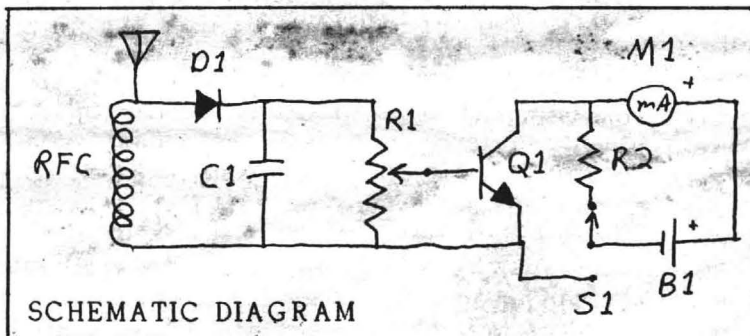 M1
D1
+
mA
R1
RFC
C1
Q1
R2
+
S1
B1
SCHEMATIC DIAGRAM